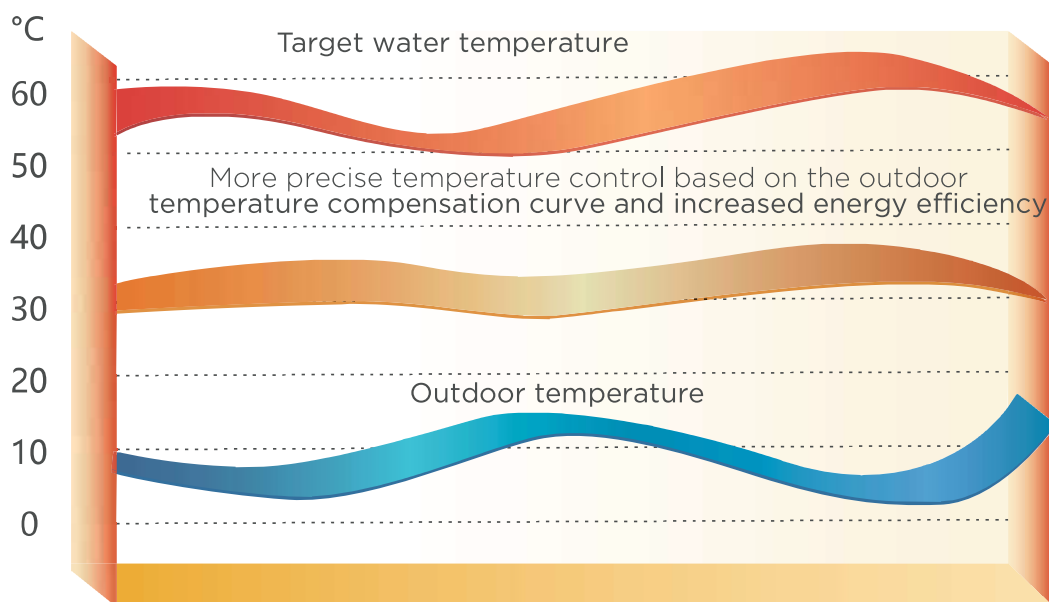 °C
Target water temperature
60
50
More precise temperature control based on the outdoor
temperature compensation curve and increased energy efficiency
40
30
20
Outdoor temperature
10
0